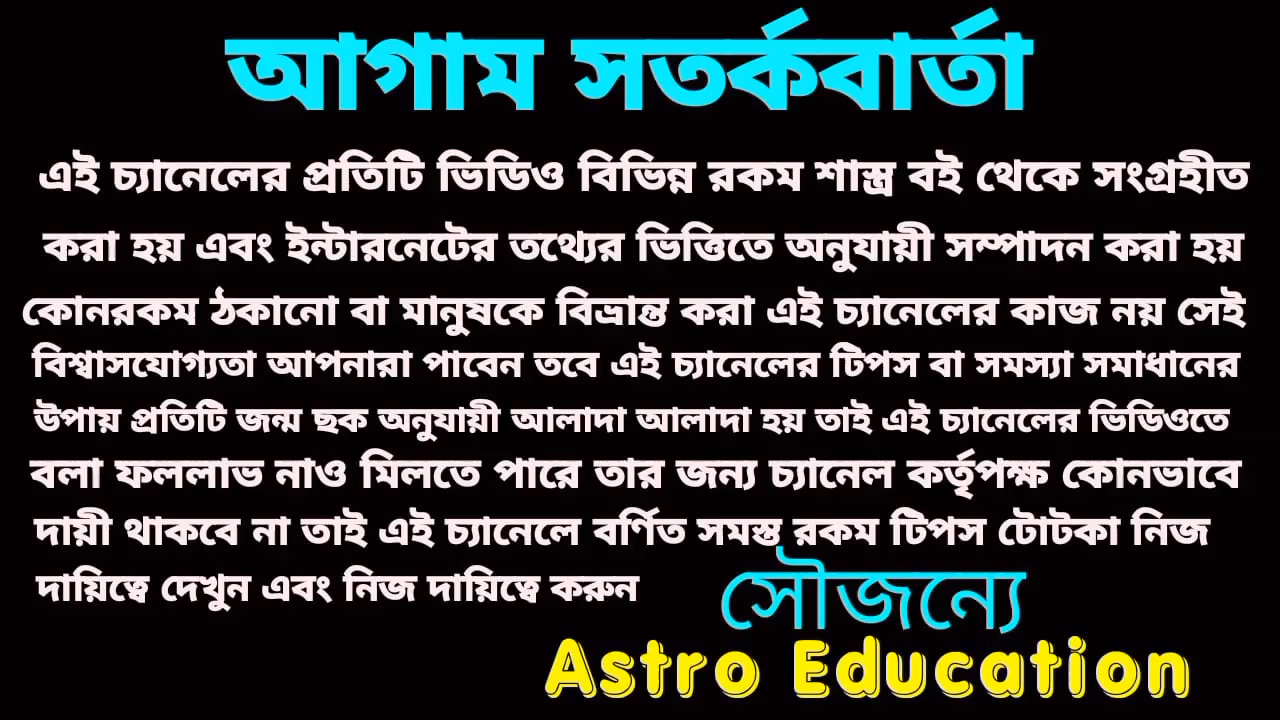 আগাম সতর্কবার্তা
এই চ্যানেলের প্রতিটি ভিডিও বিভিন্ন রকম শাস্ত্র বই থেকে সংগ্রহীত
করা হয় এবং ইন্টারনেটের তথ্যের ভিত্তিতে অনুযায়ী সম্পাদন করা হয়
কোনরকম ঠকানো বা মানুষকে বিভ্রান্ত করা এই চ্যানেলের কাজ নয় সেই
বিশ্বাসযোগ্যতা আপনারা পাবেন তবে এই চ্যানেলের টিপস বা সমস্যা সমাধানের
উপায় প্রতিটি জন্ম ছক অনুযায়ী আলাদা আলাদা হয় তাই এই চ্যানেলের ভিডিওতে
বলা ফললাভ নাও মিলতে পারে তার জন্য চ্যানেল কর্তৃপক্ষ কোনভাবে
দায়ী থাকবে না তাই এই চ্যানেলে বর্ণিত সমস্ত রকম টিপস টোটকা নিজ
দায়িত্বে দেখুন এবং নিজ দায়িত্বে করুন
সৌজন্যে
Astro Education